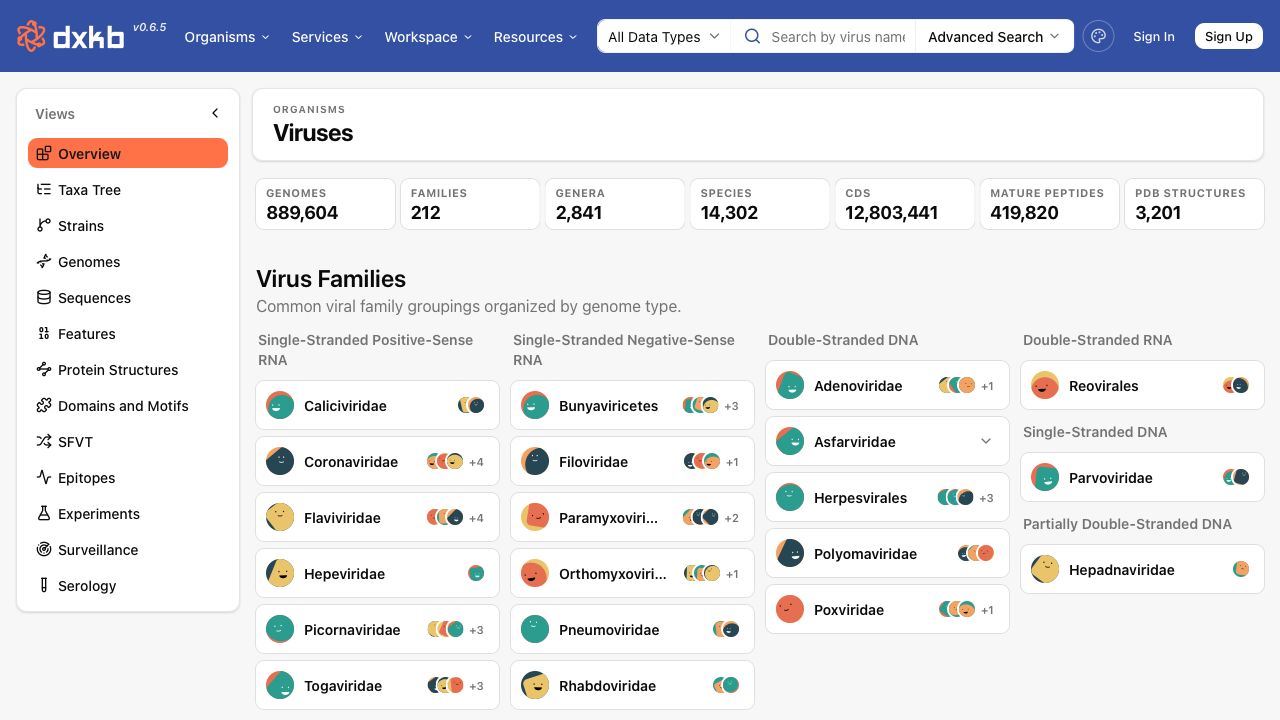 dxkb v0.6.5
Organisms
Services
Workspace
Resources
All Data Types
Search by virus name
Advanced Search
Sign In
Sign Up
Views
Overview
Taxa Tree
Strains
Genomes
Sequences
Features
Protein Structures
Domains and Motifs
SFVT
Epitopes
Experiments
Surveillance
Serology
ORGANISMS
Viruses
GENOMES
889,604
FAMILIES
212
GENERA
2,841
SPECIES
14,302
CDS
12,803,441
MATURE PEPTIDES
419,820
PDB STRUCTURES
3,201
Virus Families
Common viral family groupings organized by genome type.
Single-Stranded Positive-Sense
RNA
Caliciviridae
Coronaviridae +4
Flaviviridae +4
Hepeviridae
Picornaviridae +3
Togaviridae +3
Single-Stranded Negative-Sense
RNA
Bunyaviricetes +3
Filoviridae +1
Paramyxoviri... +2
Orthomyxoviri... +1
Pneumoviridae
Rhabdoviridae
Double-Stranded DNA
Adenoviridae +1
Asfarviridae
Herpesvirales +3
Polyomaviridae
Poxviridae +1
Double-Stranded RNA
Reovirales
Single-Stranded DNA
Parvoviridae
Partially Double-Stranded DNA
Hepadnaviridae